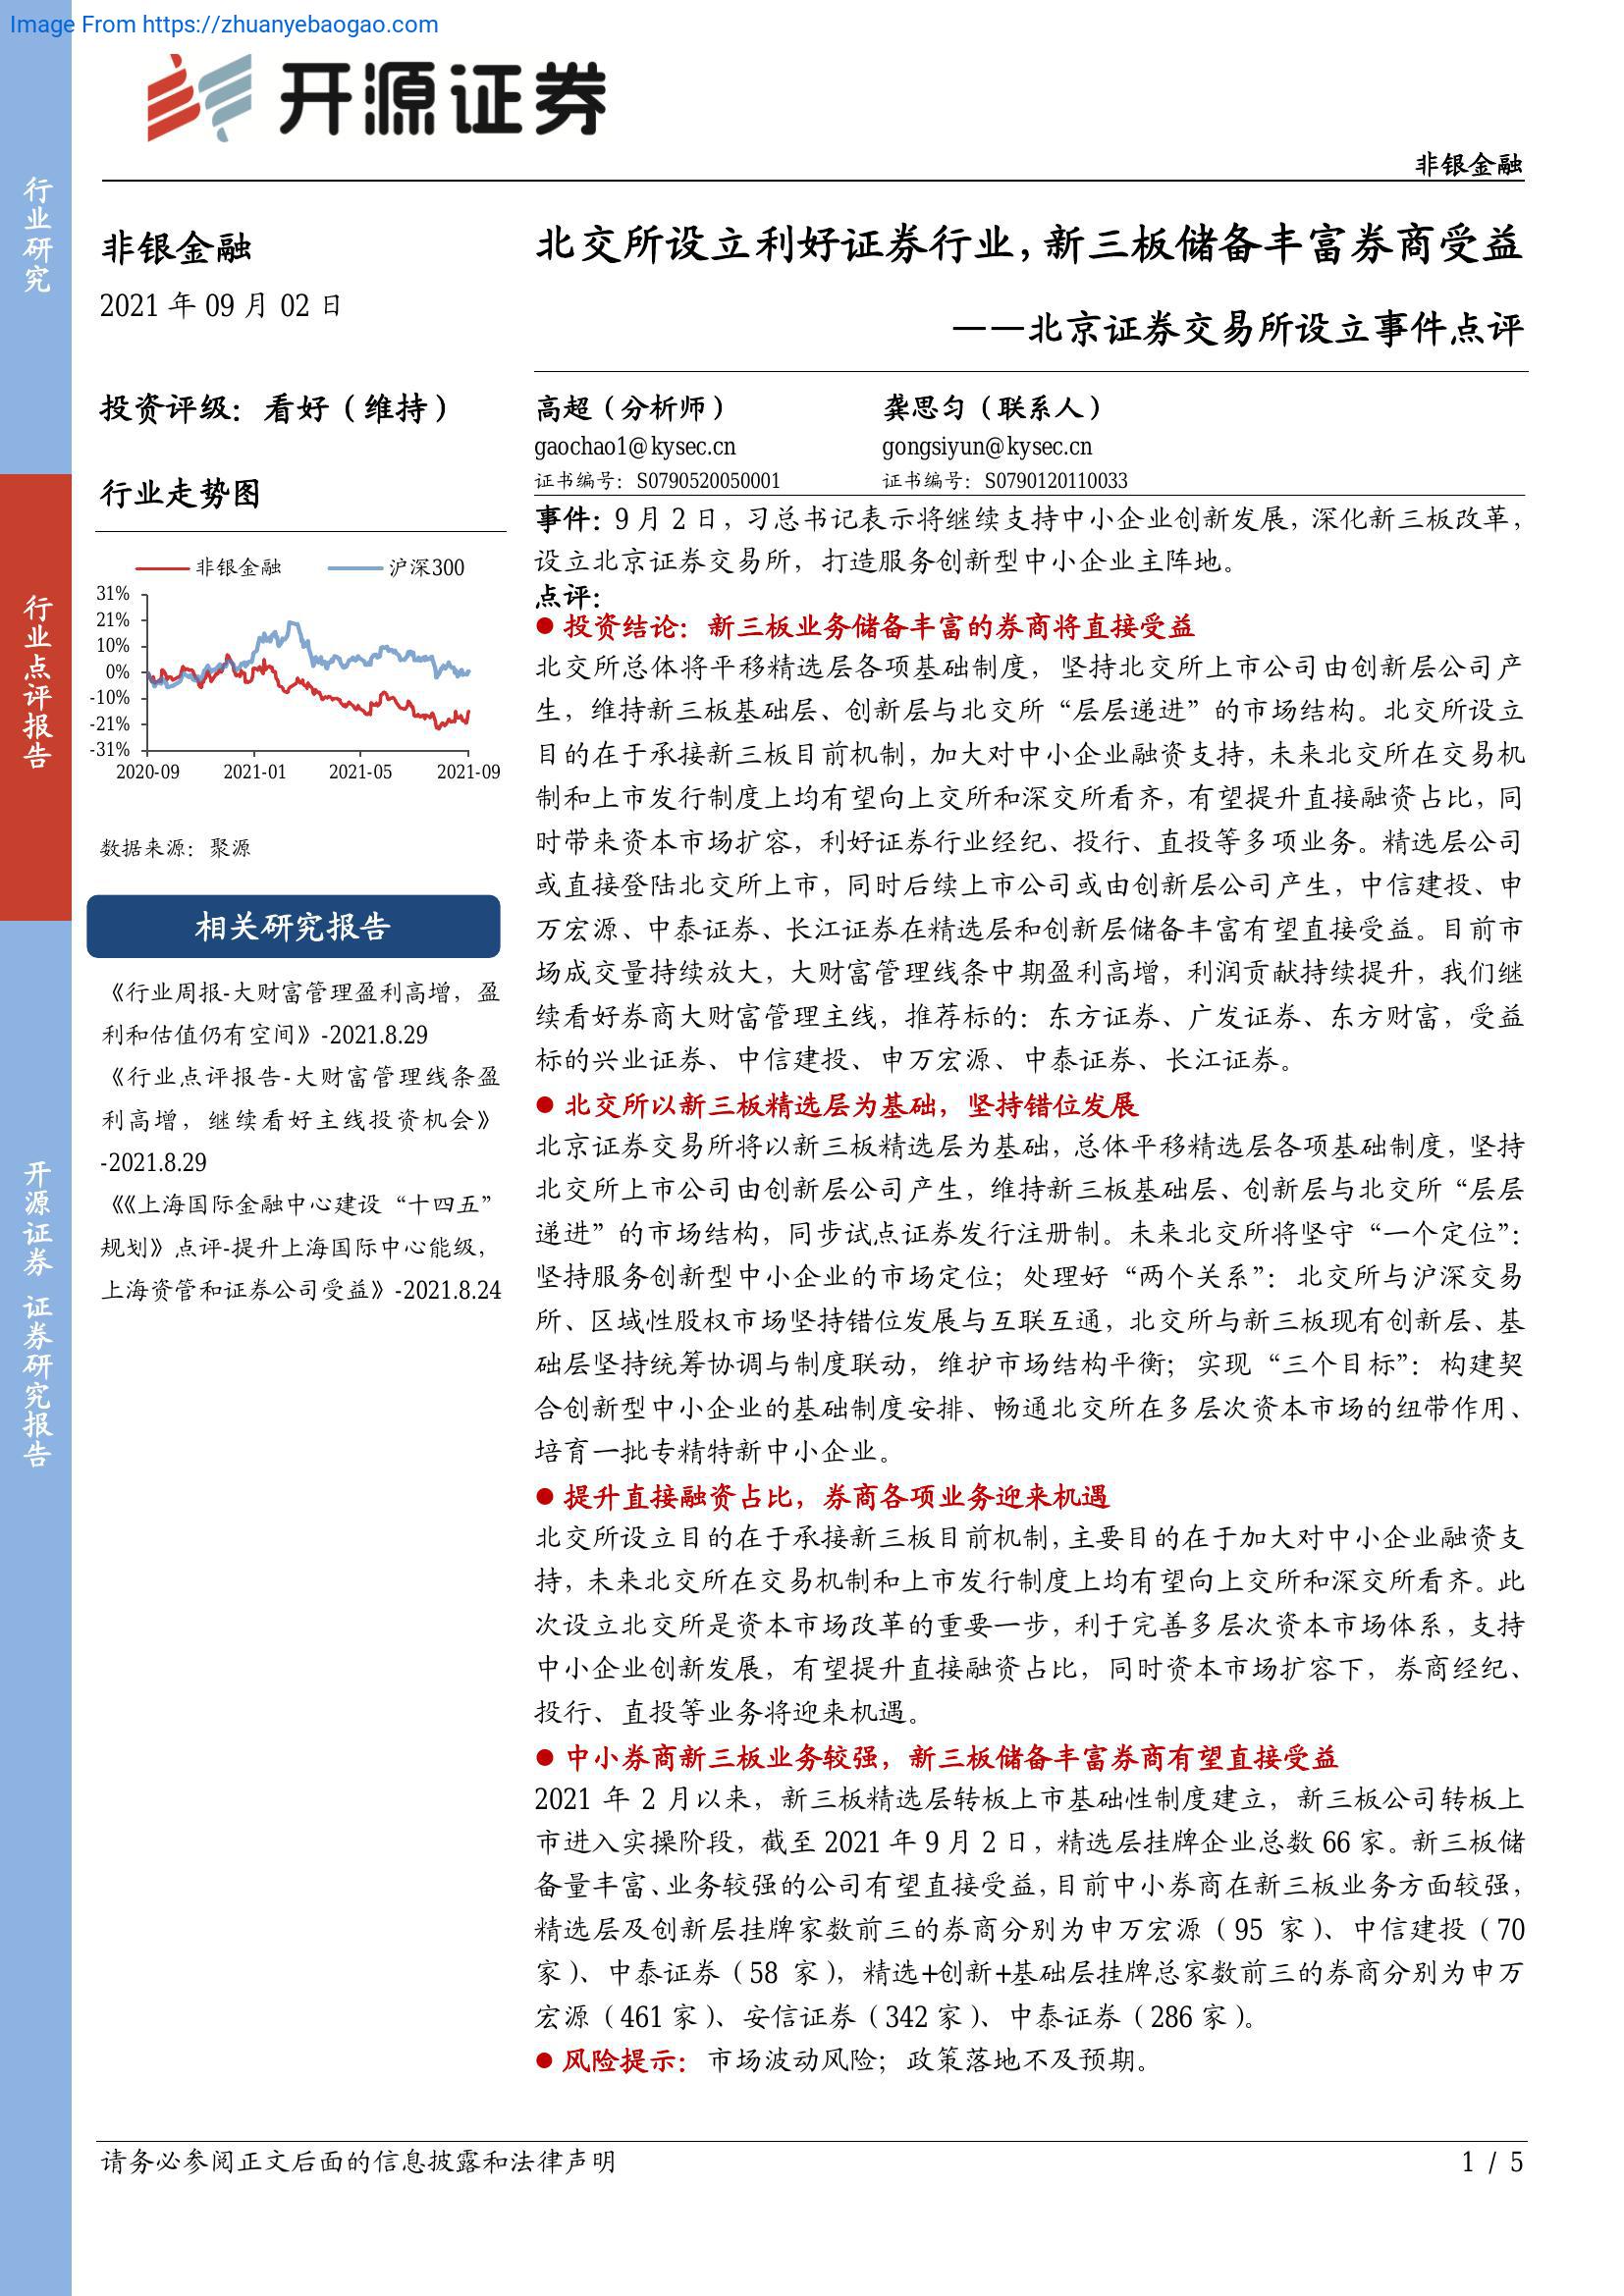 Image From https://zhuanyebaogao.com
开源证券
非银金融
行业研究
行业点评报告
开源证券 证券研究报告
非银金融
2021 年 09 月 02 日
投资评级：看好（维持）
行业走势图
非银金融 沪深300
31%
21%
10%
0%
-10%
-21%
-31%
2020-09 2021-01 2021-05 2021-09
数据来源：聚源
相关研究报告
《行业周报-大财富管理盈利高增，盈
利和估值仍有空间》-2021.8.29
《行业点评报告-大财富管理线条盈
利高增，继续看好主线投资机会》
-2021.8.29
《《上海国际金融中心建设“十四五”
规划》点评-提升上海国际中心能级，
上海资管和证券公司受益》-2021.8.24
北交所设立利好证券行业，新三板储备丰富券商受益
——北京证券交易所设立事件点评
高超（分析师） 龚思匀（联系人）
gaochao1@kysec.cn gongsiyun@kysec.cn
证书编号：S0790520050001 证书编号：S0790120110033
事件：9 月 2 日，习总书记表示将继续支持中小企业创新发展，深化新三板改革，
设立北京证券交易所，打造服务创新型中小企业主阵地。
点评：
● 投资结论：新三板业务储备丰富的券商将直接受益
北交所总体将平移精选层各项基础制度，坚持北交所上市公司由创新层公司产
生，维持新三板基础层、创新层与北交所“层层递进”的市场结构。北交所设立
目的在于承接新三板目前机制，加大对中小企业融资支持，未来北交所在交易机
制和上市发行制度上均有望向上交所和深交所看齐，有望提升直接融资占比，同
时带来资本市场扩容，利好证券行业经纪、投行、直投等多项业务。精选层公司
或直接登陆北交所上市，同时后续上市公司或由创新层公司产生，中信建投、申
万宏源、中泰证券、长江证券在精选层和创新层储备丰富有望直接受益。目前市
场成交量持续放大，大财富管理线条中期盈利高增，利润贡献持续提升，我们继
续看好券商大财富管理主线，推荐标的：东方证券、广发证券、东方财富，受益
标的兴业证券、中信建投、申万宏源、中泰证券、长江证券。
● 北交所以新三板精选层为基础，坚持错位发展
北京证券交易所将以新三板精选层为基础，总体平移精选层各项基础制度，坚持
北交所上市公司由创新层公司产生，维持新三板基础层、创新层与北交所“层层
递进”的市场结构，同步试点证券发行注册制。未来北交所将坚守“一个定位”：
坚持服务创新型中小企业的市场定位；处理好“两个关系”：北交所与沪深交易
所、区域性股权市场坚持错位发展与互联互通，北交所与新三板现有创新层、基
础层坚持统筹协调与制度联动，维护市场结构平衡；实现“三个目标”：构建契
合创新型中小企业的基础制度安排、畅通北交所在多层次资本市场的纽带作用、
培育一批专精特新中小企业。
● 提升直接融资占比，券商各项业务迎来机遇
北交所设立目的在于承接新三板目前机制，主要目的在于加大对中小企业融资支
持，未来北交所在交易机制和上市发行制度上均有望向上交所和深交所看齐。此
次设立北交所是资本市场改革的重要一步，利于完善多层次资本市场体系，支持
中小企业创新发展，有望提升直接融资占比，同时资本市场扩容下，券商经纪、
投行、直投等业务将迎来机遇。
● 中小券商新三板业务较强，新三板储备丰富券商有望直接受益
2021 年 2 月以来，新三板精选层转板上市基础性制度建立，新三板公司转板上
市进入实操阶段，截至 2021 年 9 月 2 日，精选层挂牌企业总数 66 家。新三板储
备量丰富、业务较强的公司有望直接受益，目前中小券商在新三板业务方面较强，
精选层及创新层挂牌家数前三的券商分别为申万宏源（95 家）、中信建投（70
家）、中泰证券（58 家），精选+创新+基础层挂牌总家数前三的券商分别为申万
宏源（461 家）、安信证券（342 家）、中泰证券（286 家）。
● 风险提示：市场波动风险；政策落地不及预期。
请务必参阅正文后面的信息披露和法律声明 1 / 5